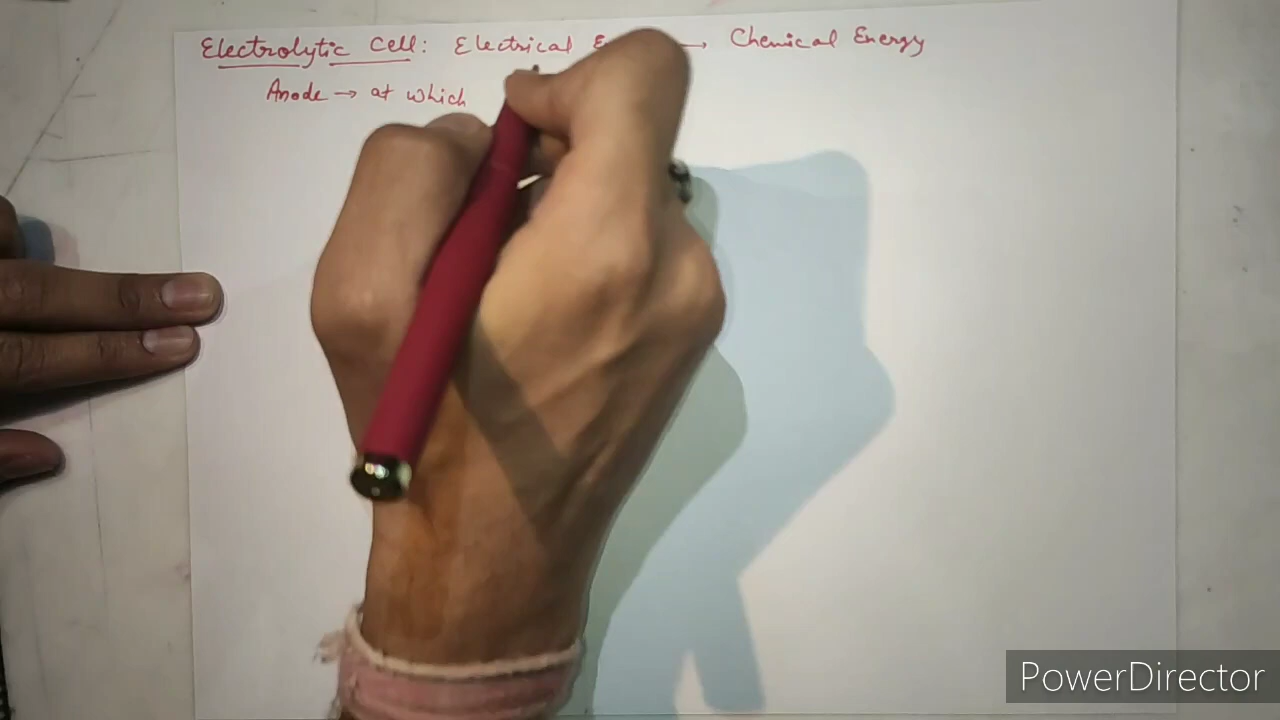 Electrolytic Cell: Electrical → Chemical Energy
Anode → at which
PowerDirector